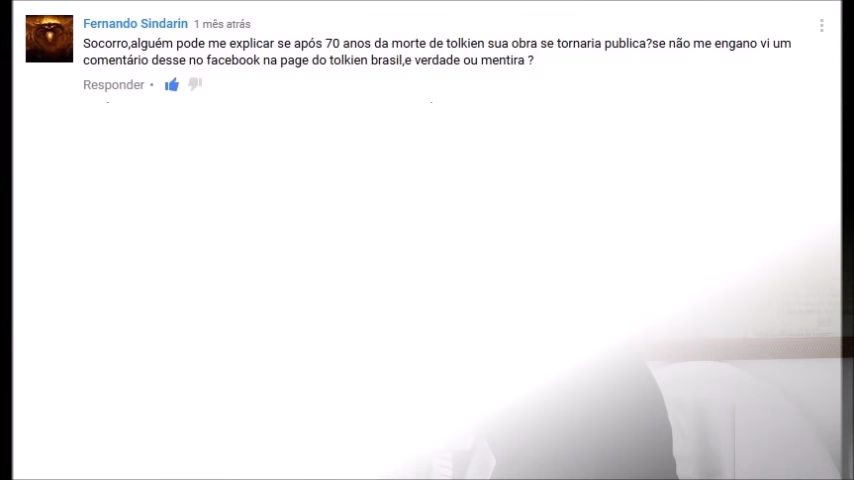 Fernando Sindarin 1 mês atrás
Socorro,alguém pode me explicar se após 70 anos da morte de tolkien sua obra se tornaria publica?se não me engano vi um
comentário desse no facebook na page do tolkien brasil,e verdade ou mentira ?
Responder •